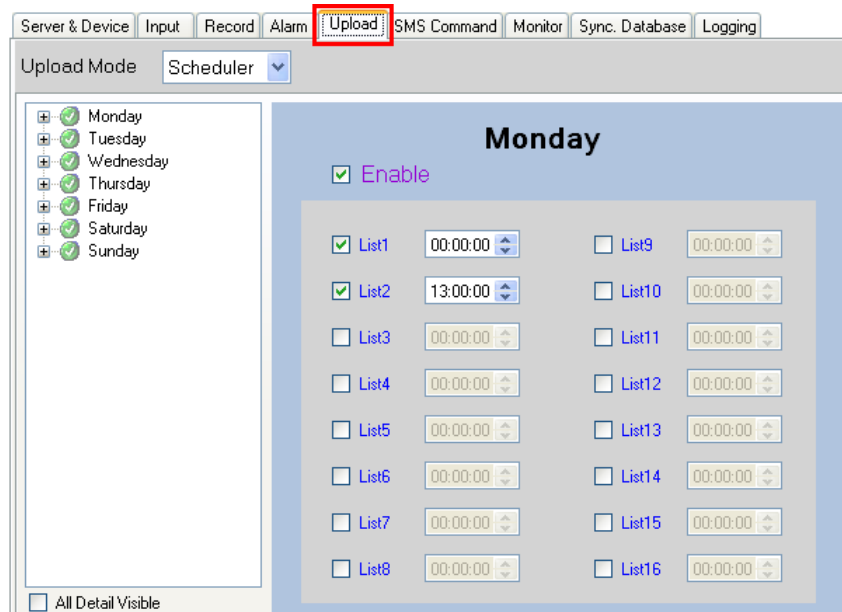 Server & Device Input Record Alarm Upload SMS Command Monitor Sync. Database Logging
Upload Mode Scheduler
Monday
Tuesday
Wednesday
Thursday
Friday
Saturday
Sunday
All Detail Visible
Monday
Enable
List1 00:00:00 List9 00:00:00
List2 13:00:00 List10 00:00:00
List3 00:00:00 List11 00:00:00
List4 00:00:00 List12 00:00:00
List5 00:00:00 List13 00:00:00
List6 00:00:00 List14 00:00:00
List7 00:00:00 List15 00:00:00
List8 00:00:00 List16 00:00:00